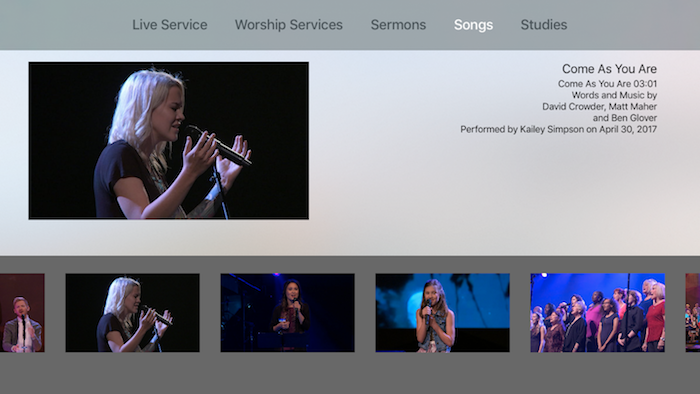 Live Service Worship Services Sermons Songs Studies
Come As You Are
Come As You Are 03:01
Words and Music by
David Crowder, Matt Maher
and Ben Glover
Performed by Kailey Simpson on April 30, 2017